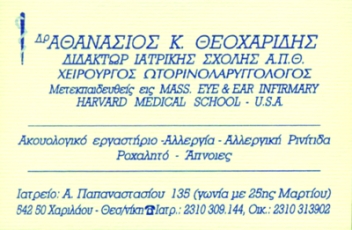 Δρ ΑΘΑΝΑΣΙΟΣ Κ. ΘΕΟΧΑΡΙΔΗΣ
ΔΙΔΑΚΤΩΡ ΙΑΤΡΙΚΗΣ ΣΧΟΛΗΣ Α.Π.Θ.
ΧΕΙΡΟΥΡΓΟΣ ΩΤΟΡΙΝΟΛΑΡΥΓΓΟΛΟΓΟΣ
Μετεκπαιδευθείς εις MASS. EYE & EAR INFIRMARY
HARVARD MEDICAL SCHOOL - U.S.A.
Ακουολογικό εργαστήριο - Αλλεργία - Αλλεργική Ρινίτιδα
Ροχαλητό - Άπνοιες
Ιατρείο: Α. Παπαναστασίου 135 (γωνία με 25ης Μαρτίου)
542 50 Χαριλάου - Θεσ/νίκη ☎ Ιατρ.: 2310 309.144, Οικ.: 2310 313902